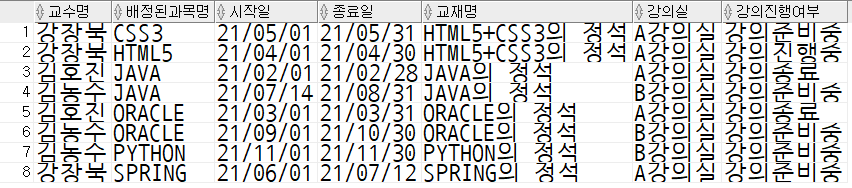 교수명 배정된과목명 시작일 종료일 교재명 강의실 강의진행여부
1 강장북 CSS3 21/05/01 21/05/31 HTML5+CSS3의 정석 A강의실 강의준비중
2 강장북 HTML5 21/04/01 21/04/30 HTML5+CSS3의 정석 A강의실 강의진행중
3 김호진 JAVA 21/02/01 21/02/28 JAVA의 정석 A강의실 강의종료
4 김농수 JAVA 21/07/14 21/08/31 JAVA의 정석 B강의실 강의준비중
5 김호진 ORACLE 21/03/01 21/03/31 ORACLE의 정석 A강의실 강의종료
6 김농수 ORACLE 21/09/01 21/10/30 ORACLE의 정석 B강의실 강의준비중
7 김농수 PYTHON 21/11/01 21/11/30 PYTHON의 정석 B강의실 강의준비중
8 강장북 SPRING 21/06/01 21/07/12 SPRING의 정석 A강의실 강의준비중